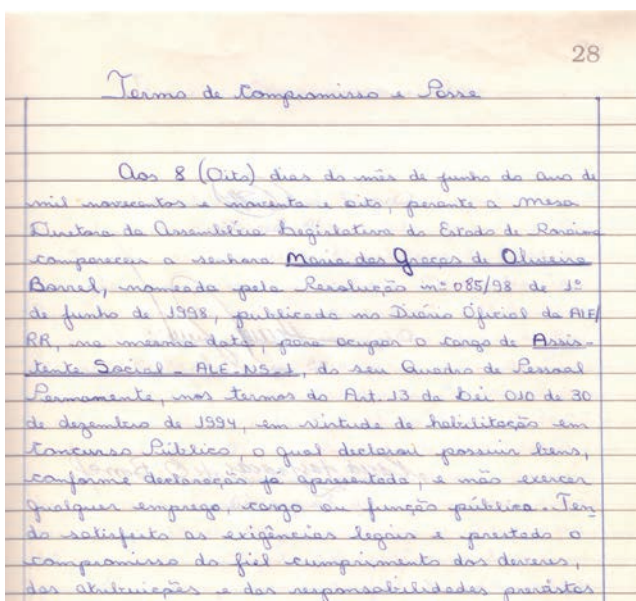 28
Termo de Compromisso e Posse
Aos 8 (Oito) dias do mês de junho do ano de
mil novecentos e noventa e oito, perante a Mesa
Diretora da Assembléia Legislativa do Estado de Roraima
compareceu a senhora Maria das Graças de Oliveira
Barrel, nomeada pela Resolução nº 085/98 de 1º
de junho de 1998, publicada no Diário Oficial da ALE/
RR, na mesma data, para ocupar o cargo de Assis-
tente Social - ALE-NS-1, do seu Quadro de Pessoal
Permanente, nos termos do Art. 13 da Lei 010 de 30
de dezembro de 1994, em virtude de habilitação em
Concurso Público, o qual declarou possuir bens,
conforme declaração já apresentada, e não exercer
qualquer emprego, cargo ou função pública. Ten-
do satisfeito as exigências legais e prestado o
compromisso do fiel cumprimento dos deveres,
das atribuições e das responsabilidades previstas